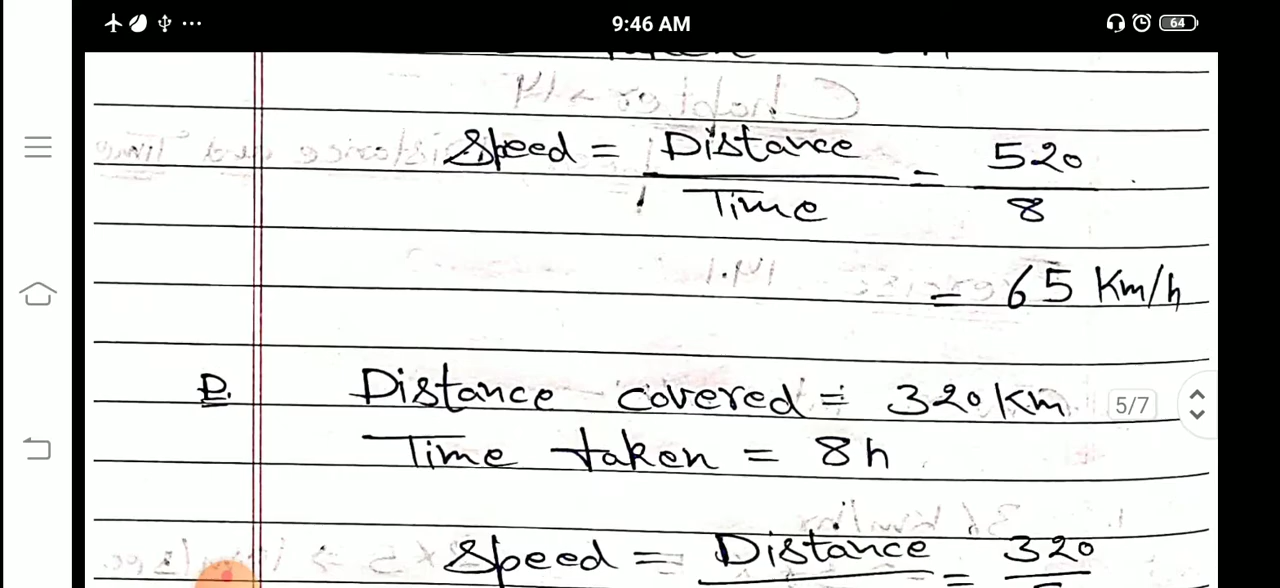 9:46 AM
64
Speed = Distance / Time = 520 / 8
= 65 Km/h
P. Distance covered = 320 Km
5/7
Time taken = 8h
Speed = Distance = 320